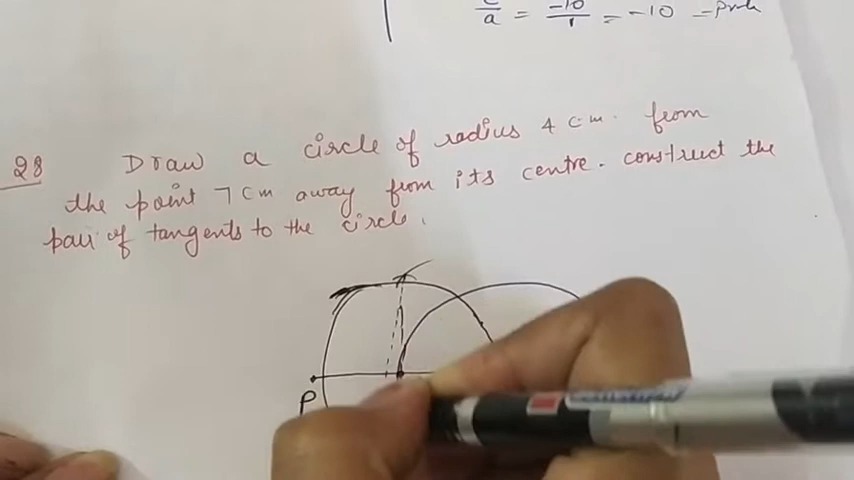 c/a = -10/1 = -10 -
28 Draw a circle of radius 4 cm. from
the point 7 cm away from its centre. construct the
pair of tangents to the circle.
P